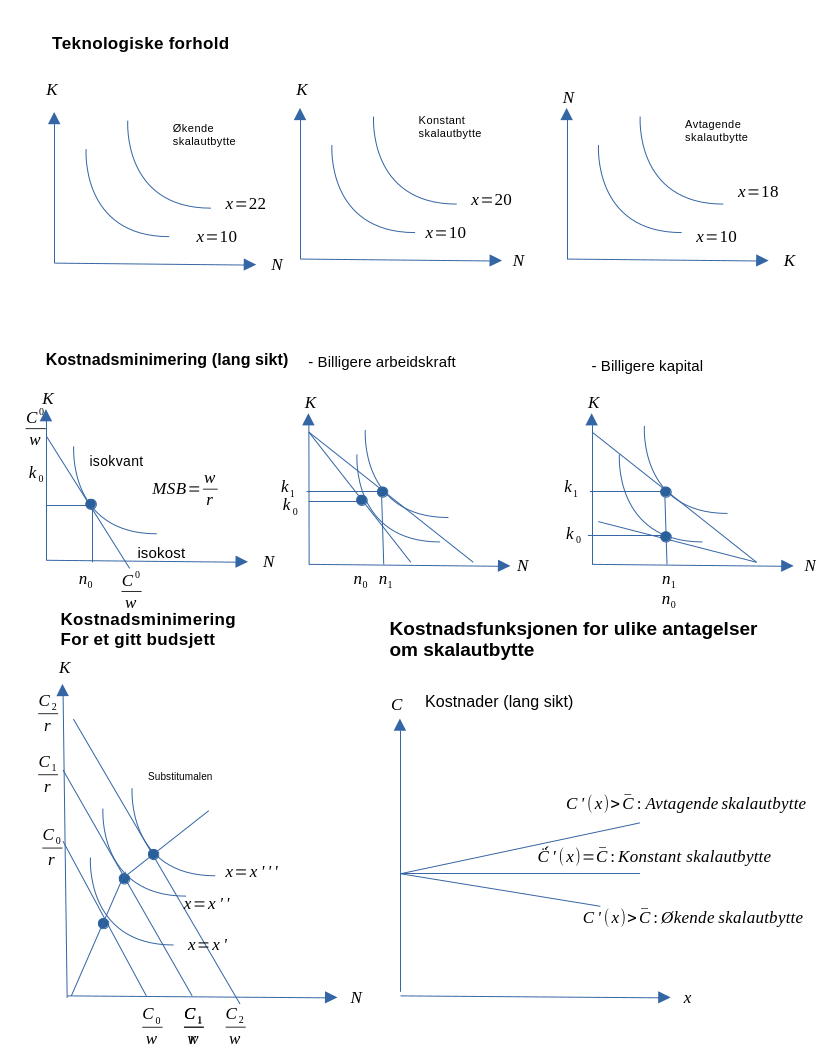 Teknologiske forhold
K
Økende
skalautbytte
x=22
x=10
N
K
Konstant
skalautbytte
x=20
x=10
N
N
Avtagende
skalautbytte
x=18
x=10
K
Kostnadsminimering (lang sikt)
K
C⁰/w
k₀
isokvant
MSB=w/r
isokost
N
n₀
C⁰/w
- Billigere arbeidskraft
K
k₁
k₀
n₀ n₁
N
- Billigere kapital
K
k₁
k₀
n₁
n₀
N
Kostnadsminimering
For et gitt budsjett
K
C₂/r
C₁/r
C₀/r
Substitumalen
x=x'''
x=x''
x=x'
N
C₀/w
C₁/w
C₂/w
Kostnadsfunksjonen for ulike antagelser
om skalautbytte
C
Kostnader (lang sikt)
C'(x)>C̄: Avtagende skalautbytte
C'(x)=C̄: Konstant skalautbytte
C'(x)>C̄: Økende skalautbytte
x